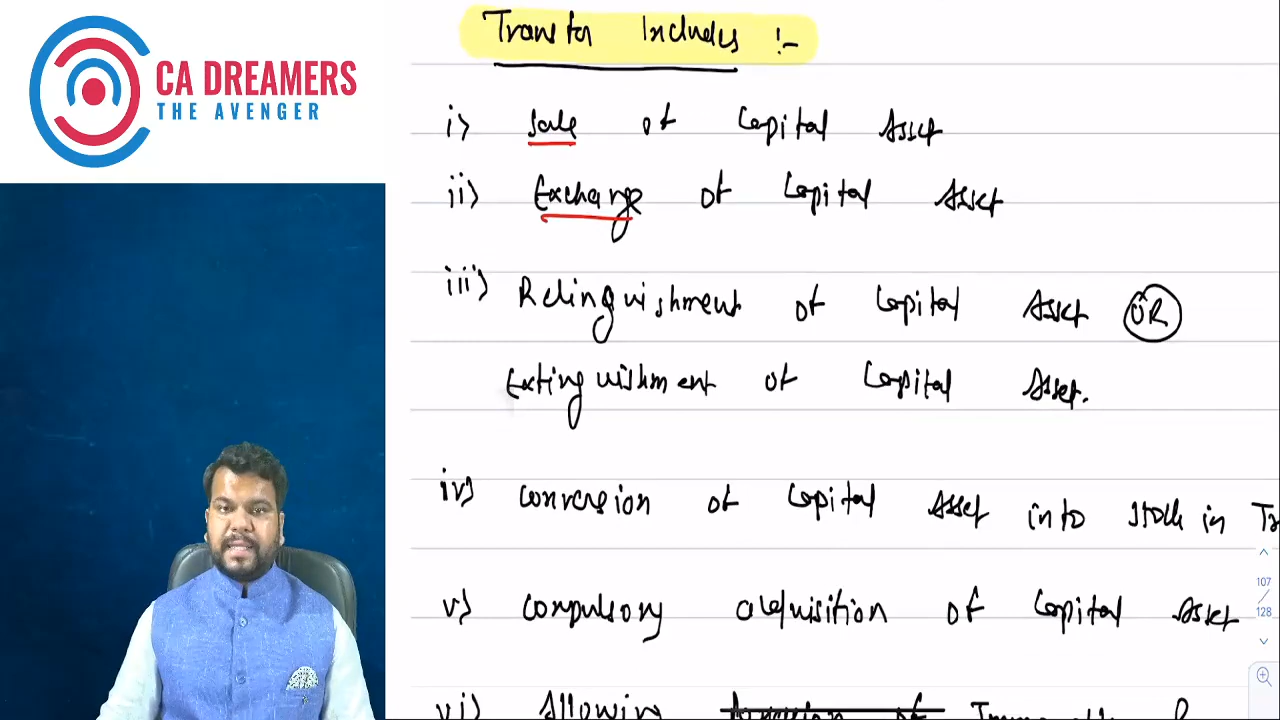 CA DREAMERS
THE AVENGER
Transfer Includes :-
i) Sale of Capital Asset
ii) Exchange of Capital Asset
iii) Relinquishment of Capital Asset OR
Extinguishment of Capital Asset.
iv) Conversion of Capital Asset into Stock in Tr
v) Compulsory acquisition of Capital Asset
vi) Allowing
107
/
128